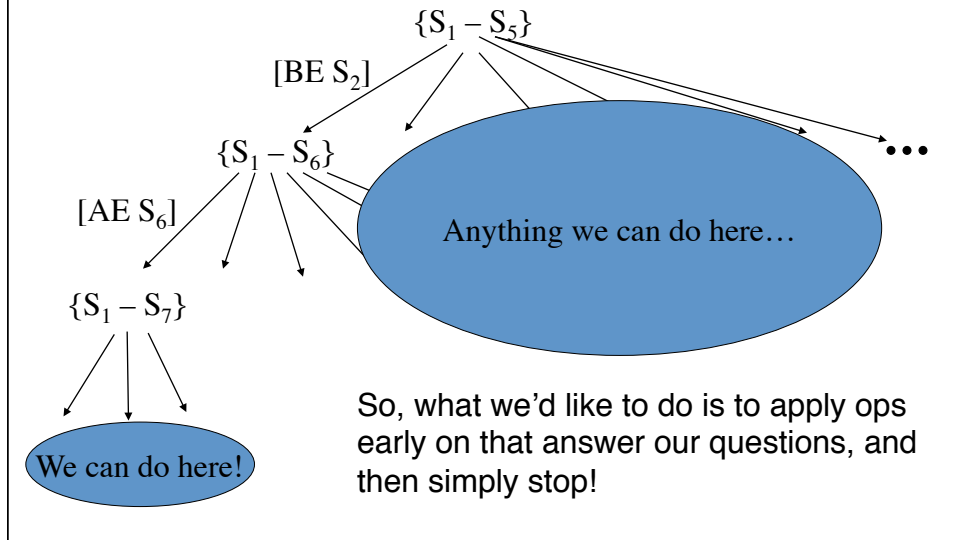 {S₁ – S₅}
[BE S₂]
{S₁ – S₆}
•••
[AE S₆]
Anything we can do here…
{S₁ – S₇}
So, what we’d like to do is to apply ops
early on that answer our questions, and
then simply stop!
We can do here!